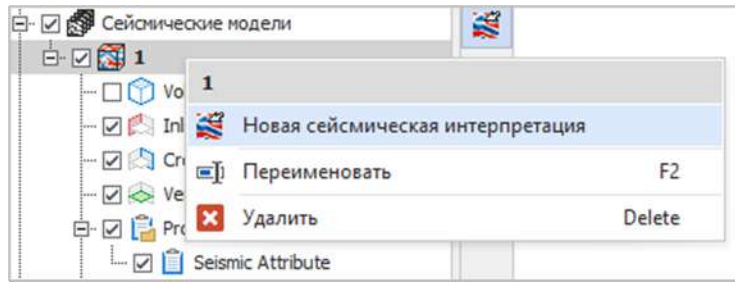 Сейсмические модели
1
Vo
1
Inl
Новая сейсмическая интерпретация
Cr
Переименовать F2
Ve
Pro
Удалить Delete
Seismic Attribute